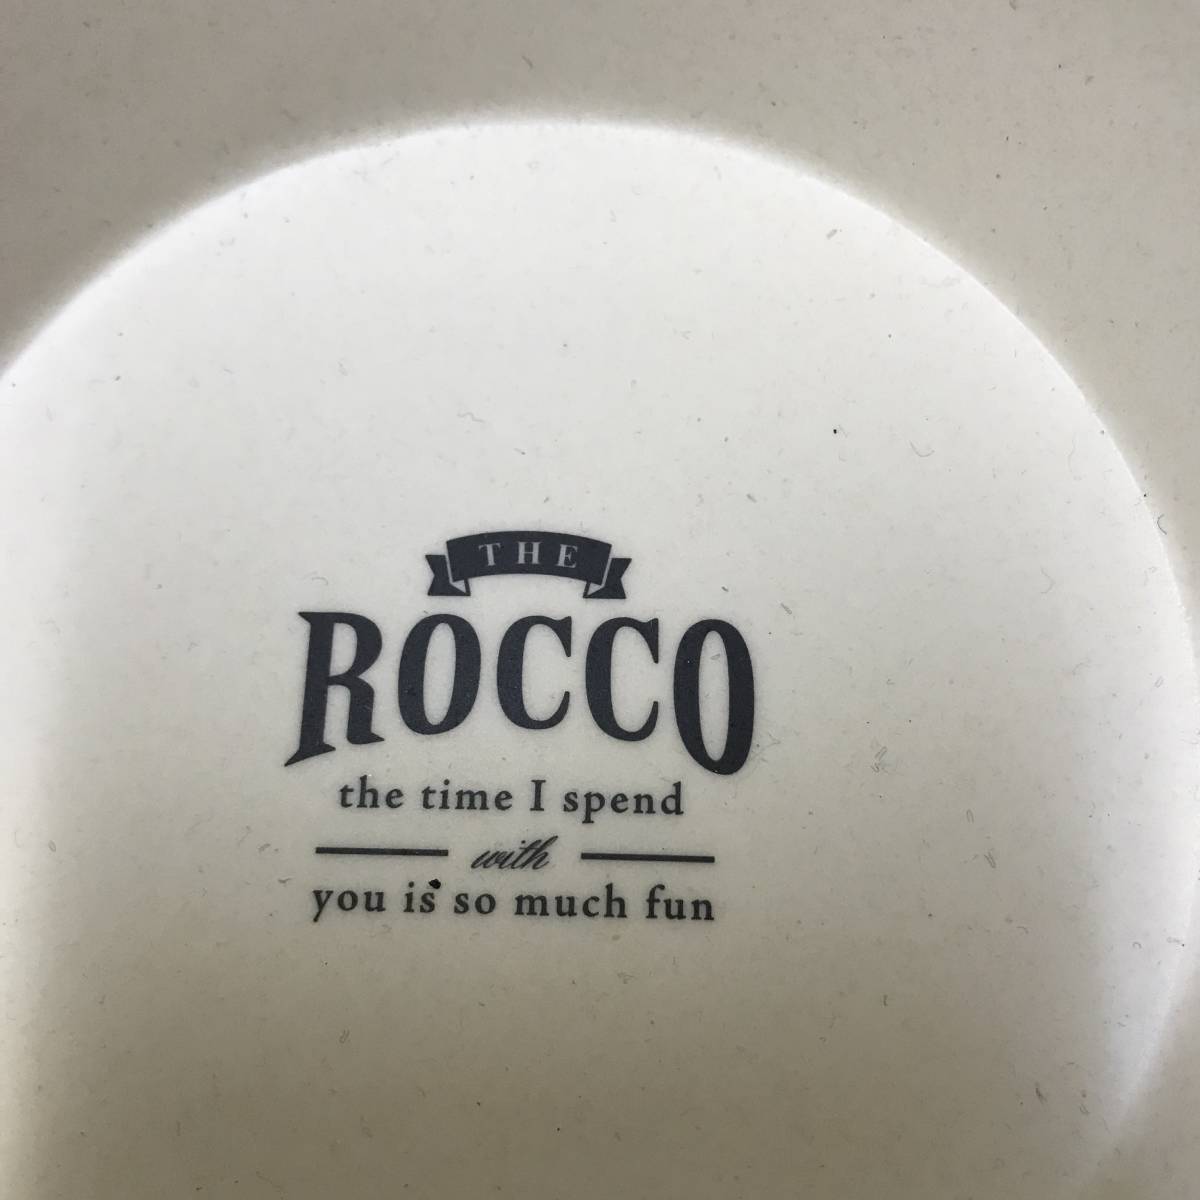 THE
ROCCO
the time I spend
with
you is so much fun